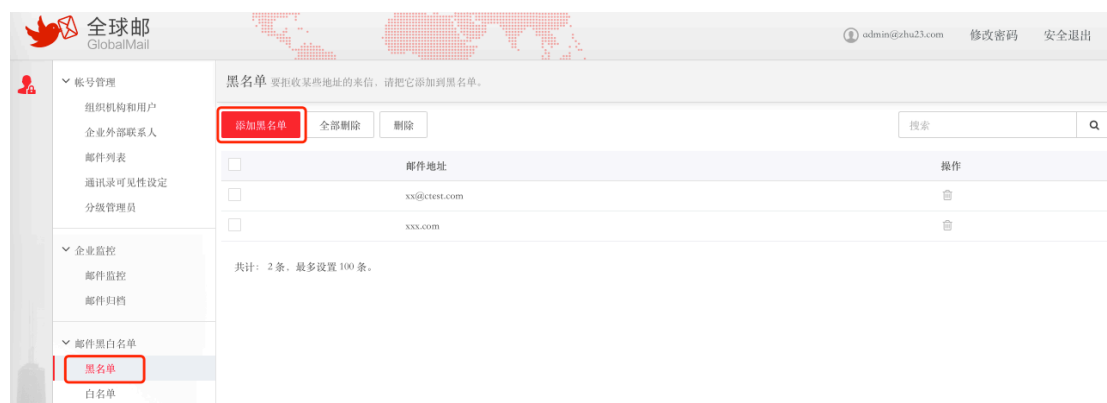 全球邮
GlobalMail
admin@zhu23.com 修改密码 安全退出
帐号管理
组织机构和用户
企业外部联系人
邮件列表
通讯录可见性设定
分级管理员
企业监控
邮件监控
邮件归档
邮件黑白名单
黑名单
白名单
黑名单 要拒收某些地址的来信，请把它添加到黑名单。
添加黑名单 全部删除 删除 搜索
邮件地址 操作
xx@ctest.com
xxx.com
共计： 2 条，最多设置 100 条。